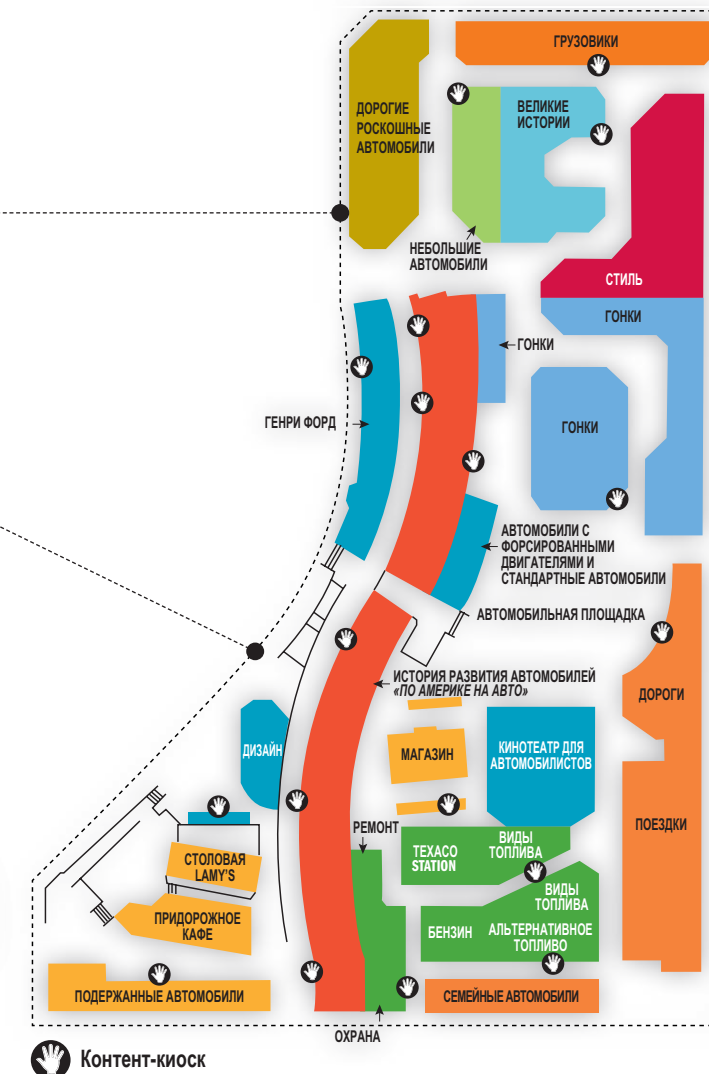 ГРУЗОВИКИ
ДОРОГИЕ
РОСКОШНЫЕ
АВТОМОБИЛИ
ВЕЛИКИЕ
ИСТОРИИ
НЕБОЛЬШИЕ
АВТОМОБИЛИ
СТИЛЬ
ГОНКИ
ГОНКИ
ГЕНРИ ФОРД
ГОНКИ
АВТОМОБИЛИ С
ФОРСИРОВАННЫМИ
ДВИГАТЕЛЯМИ И
СТАНДАРТНЫЕ АВТОМОБИЛИ
АВТОМОБИЛЬНАЯ ПЛОЩАДКА
ИСТОРИЯ РАЗВИТИЯ АВТОМОБИЛЕЙ
«ПО АМЕРИКЕ НА АВТО»
ДОРОГИ
ДИЗАЙН
МАГАЗИН
КИНОТЕАТР ДЛЯ
АВТОМОБИЛИСТОВ
РЕМОНТ
ПОЕЗДКИ
ТЕХАСО
STATION
ВИДЫ
ТОПЛИВА
СТОЛОВАЯ
LAMY'S
ВИДЫ
ТОПЛИВА
ПРИДОРОЖНОЕ
КАФЕ
БЕНЗИН
АЛЬТЕРНАТИВНОЕ
ТОПЛИВО
ПОДЕРЖАННЫЕ АВТОМОБИЛИ
СЕМЕЙНЫЕ АВТОМОБИЛИ
ОХРАНА
Контент-киоск